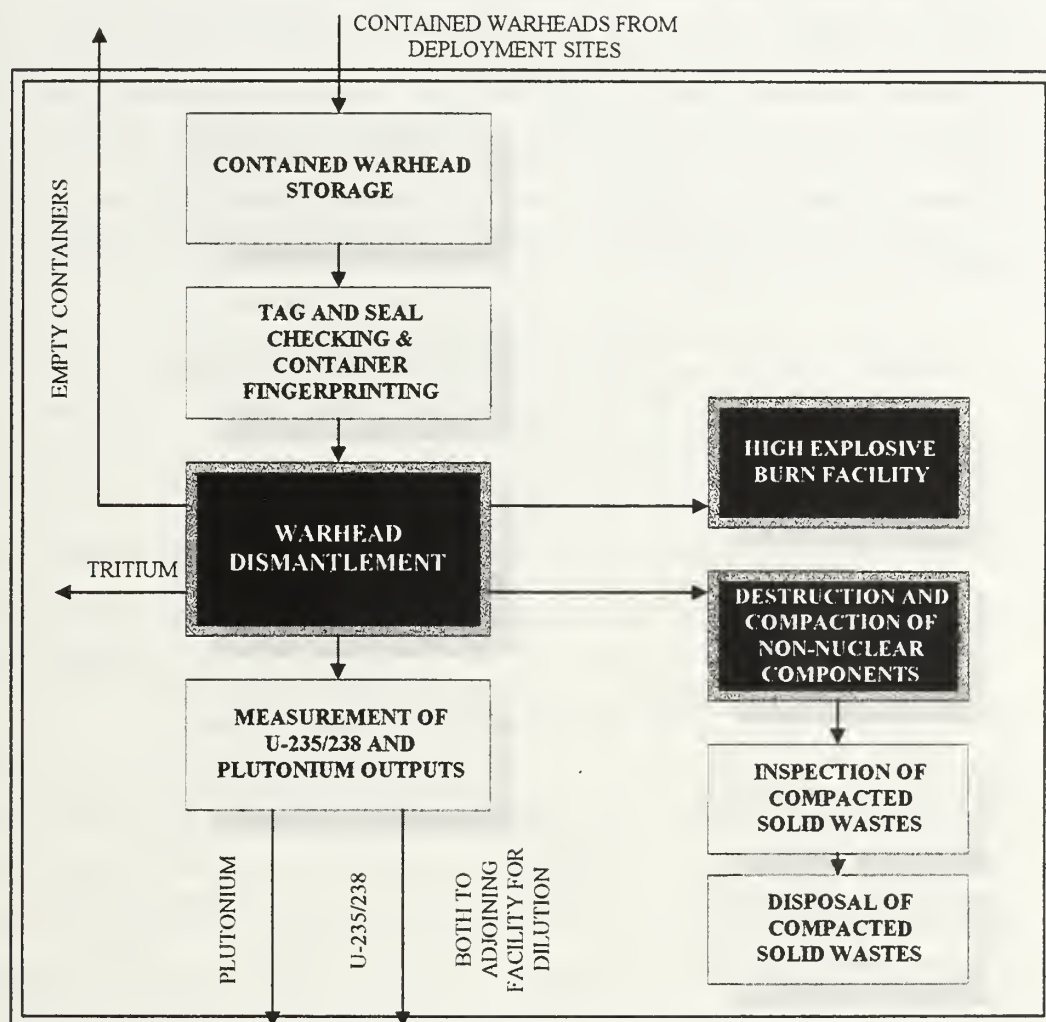 CONTAINED WARHEADS FROM
DEPLOYMENT SITES
CONTAINED WARHEAD
STORAGE
EMPTY CONTAINERS
TAG AND SEAL
CHECKING &
CONTAINER
FINGERPRINTING
HIGH EXPLOSIVE
BURN FACILITY
WARHEAD
DISMANTLEMENT
TRITIUM
DESTRUCTION AND
COMPACTION OF
NON-NUCLEAR
COMPONENTS
MEASUREMENT OF
U-235/238 AND
PLUTONIUM OUTPUTS
INSPECTION OF
COMPACTED
SOLID WASTES
PLUTONIUM
U-235/238
BOTH TO
ADJOINING
FACILITY FOR
DILUTION
DISPOSAL OF
COMPACTED
SOLID WASTES